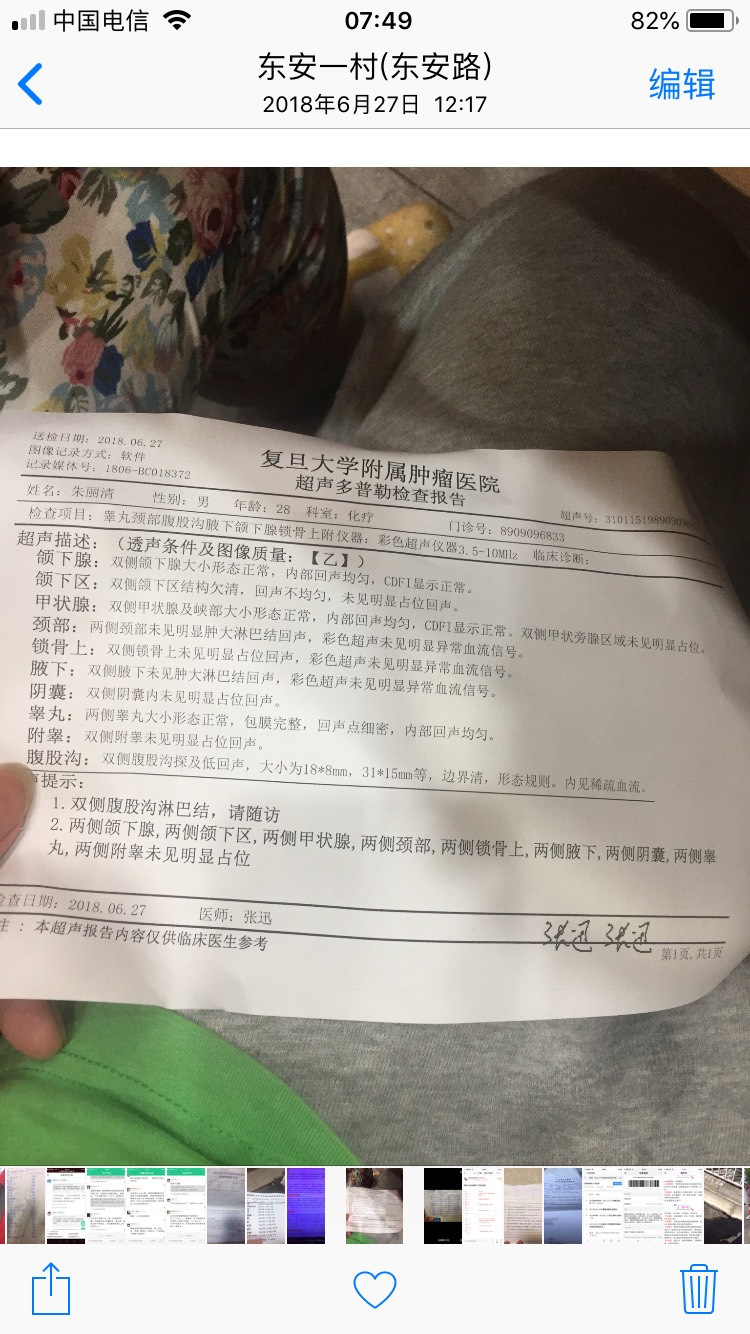 中国电信
07:49
82%
东安一村(东安路)
2018年6月27日 12:17
编辑
送检日期：2018.06.27
图像记录方式：软件
记录媒体号：1806-BC018372
复旦大学附属肿瘤医院
超声多普勒检查报告
超声号：31011519890909
姓名：朱丽清 性别：男 年龄：28 科室：化疗 门诊号：8909096833
检查项目：睾丸颈部腹股沟腋下颌下腺锁骨上附仪器：彩色超声仪器3.5-10MHz 临床诊断：
超声描述：（透声条件及图像质量：【乙】）
颌下腺：双侧颌下腺大小形态正常，内部回声均匀，CDFI显示正常。
颌下区：双侧颌下区结构欠清，回声不均匀，未见明显占位回声。
甲状腺：双侧甲状腺及峡部大小形态正常，内部回声均匀，CDFI显示正常。双侧甲状旁腺区域未见明显占位。
颈部：两侧颈部未见明显肿大淋巴结回声，彩色超声未见明显异常血流信号。
锁骨上：双侧锁骨上未见明显占位回声，彩色超声未见明显异常血流信号。
腋下：双侧腋下未见肿大淋巴结回声，彩色超声未见明显异常血流信号。
阴囊：双侧阴囊内未见明显占位回声。
睾丸：两侧睾丸大小形态正常，包膜完整，回声点细密，内部回声均匀。
附睾：双侧附睾未见明显占位回声。
腹股沟：双侧腹股沟探及低回声，大小为18*8mm，31*15mm等，边界清，形态规则。内见稀疏血流。
声提示：
1.双侧腹股沟淋巴结，请随访
2.两侧颌下腺,两侧颌下区,两侧甲状腺,两侧颈部,两侧锁骨上,两侧腋下,两侧阴囊,两侧睾
丸,两侧附睾未见明显占位
检查日期：2018.06.27 医师：张迅
张迅 张迅
注：本超声报告内容仅供临床医生参考
第1页,共1页